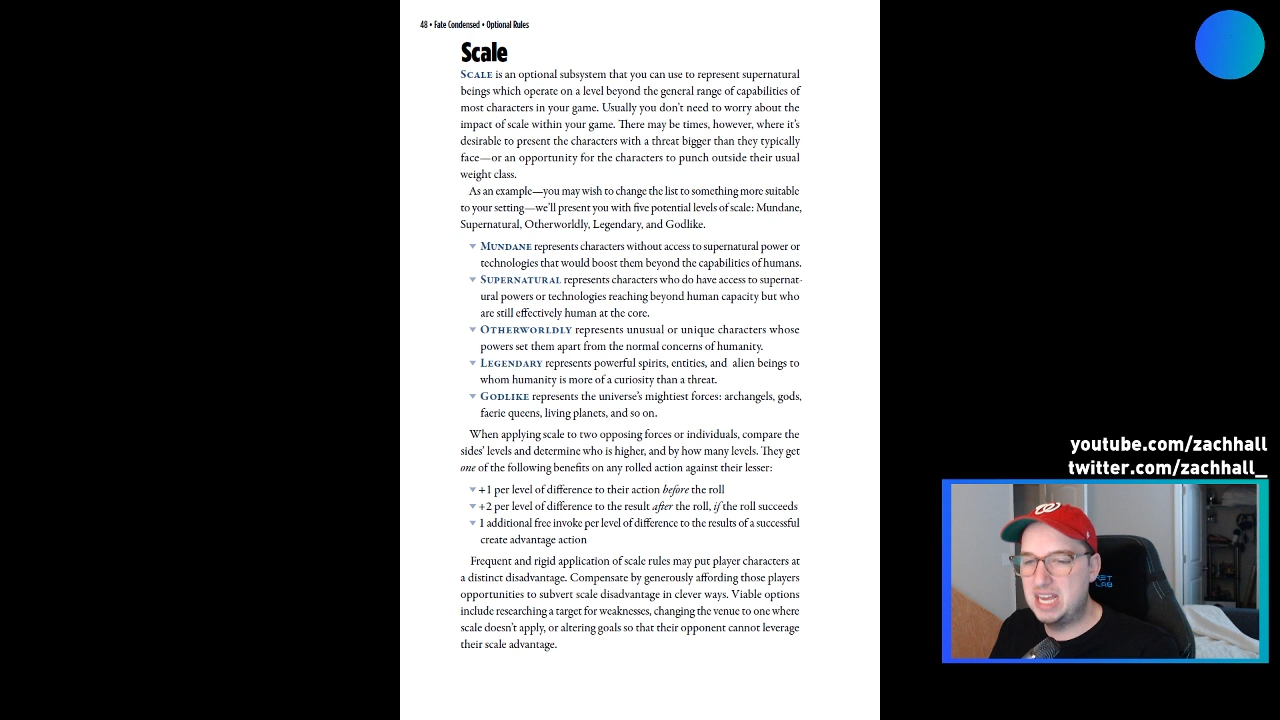 48 • Fate Condensed • Optional Rules
Scale
Scale is an optional subsystem that you can use to represent supernatural
beings which operate on a level beyond the general range of capabilities of
most characters in your game. Usually you don't need to worry about the
impact of scale within your game. There may be times, however, where it's
desirable to present the characters with a threat bigger than they typically
face—or an opportunity for the characters to punch outside their usual
weight class.
As an example—you may wish to change the list to something more suitable
to your setting—we'll present you with five potential levels of scale: Mundane,
Supernatural, Otherworldly, Legendary, and Godlike.
Mundane represents characters without access to supernatural power or
technologies that would boost them beyond the capabilities of humans.
Supernatural represents characters who do have access to supernat-
ural powers or technologies reaching beyond human capacity but who
are still effectively human at the core.
Otherworldly represents unusual or unique characters whose
powers set them apart from the normal concerns of humanity.
Legendary represents powerful spirits, entities, and alien beings to
whom humanity is more of a curiosity than a threat.
Godlike represents the universe's mightiest forces: archangels, gods,
faerie queens, living planets, and so on.
When applying scale to two opposing forces or individuals, compare the
sides' levels and determine who is higher, and by how many levels. They get
one of the following benefits on any rolled action against their lesser:
+1 per level of difference to their action before the roll
+2 per level of difference to the result after the roll, if the roll succeeds
1 additional free invoke per level of difference to the results of a successful
create advantage action
Frequent and rigid application of scale rules may put player characters at
a distinct disadvantage. Compensate by generously affording those players
opportunities to subvert scale disadvantage in clever ways. Viable options
include researching a target for weaknesses, changing the venue to one where
scale doesn't apply, or altering goals so that their opponent cannot leverage
their scale advantage.
youtube.com/zachhall
twitter.com/zachhall_
W
LAB